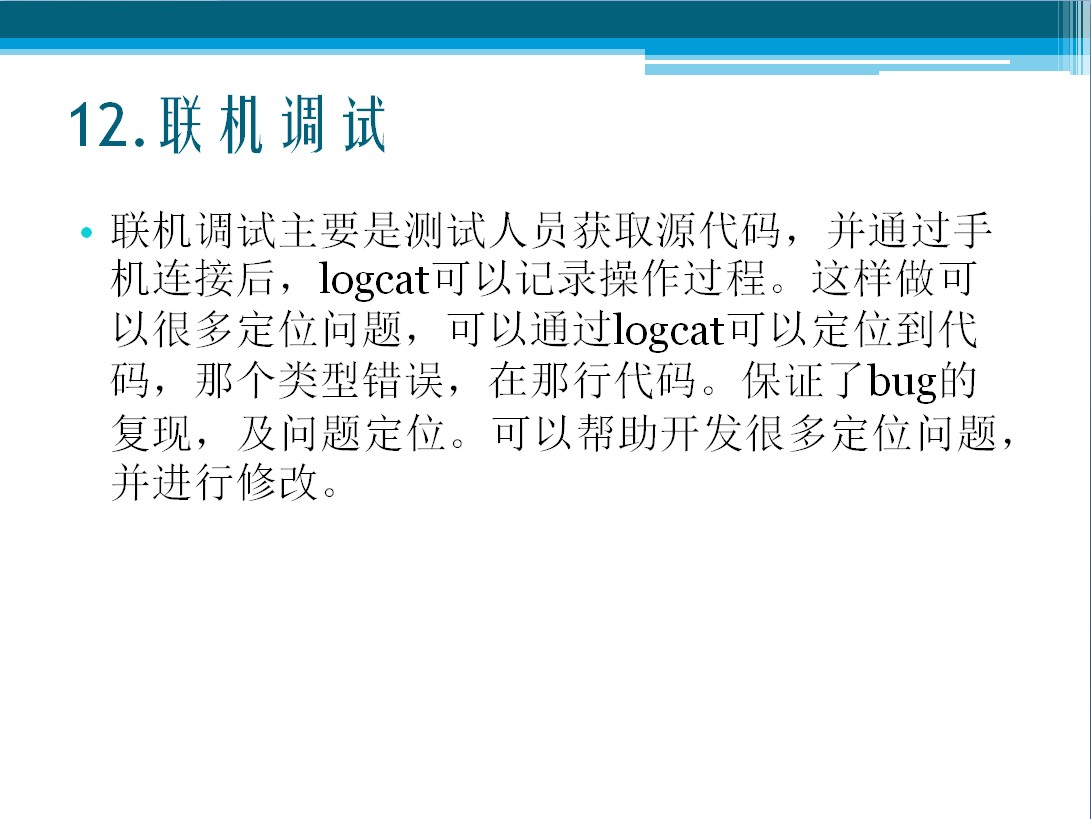 12.联机调试
• 联机调试主要是测试人员获取源代码，并通过手
机连接后，logcat可以记录操作过程。这样做可
以很多定位问题，可以通过logcat可以定位到代
码，那个类型错误，在那行代码。保证了bug的
复现，及问题定位。可以帮助开发很多定位问题，
并进行修改。